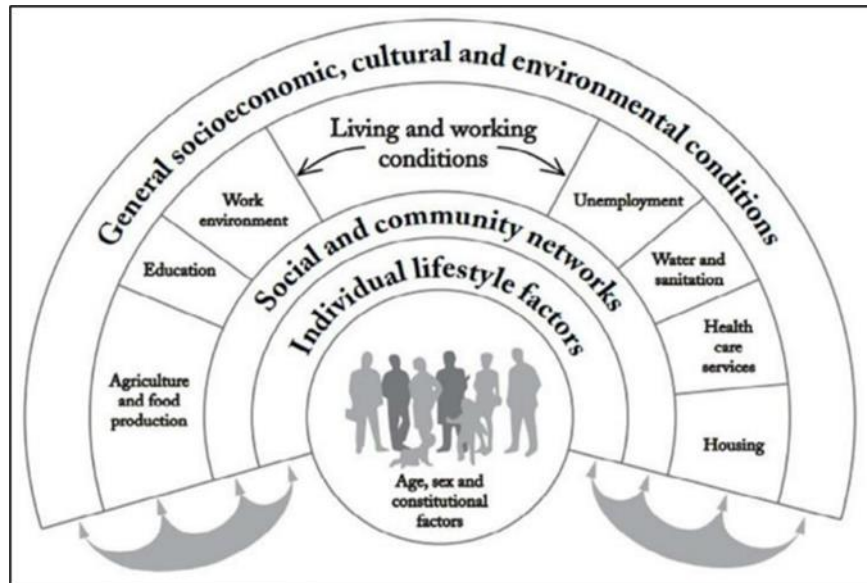 General socioeconomic, cultural and environmental conditions
Living and working
conditions
Work
environment
Unemployment
Education
Water and
sanitation
Agriculture
and food
production
Health
care
services
Housing
Social and community networks
Individual lifestyle factors
Age, sex and
constitutional
factors